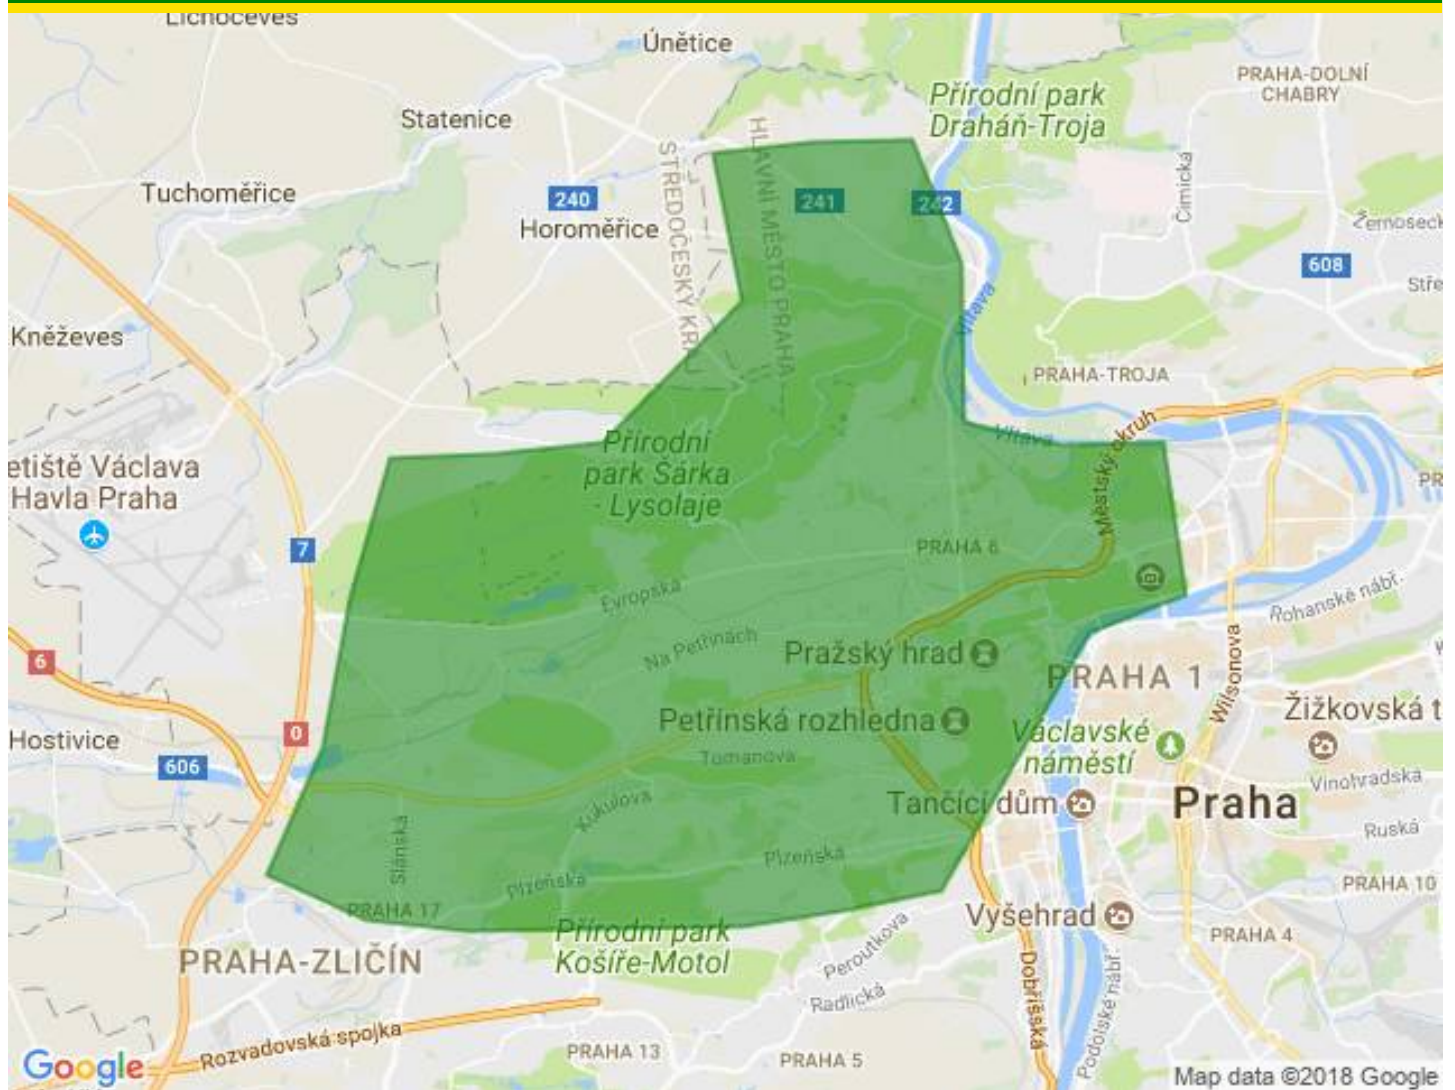 Lichoceves
Únětice
PRAHA-DOLNÍ
CHABRY
Přírodní park
Draháň-Troja
Statenice
HLAVNÍ MĚSTO PRAHA
STŘEDOČESKÝ KRAJ
Čimická
Tuchoměřice
240
241
242
Horoměřice
Žernoseck
608
Stře
Vltava
Kněževes
PRAHA-TROJA
Městský okruh
Vltava
Přírodní
park Šárka
- Lysolaje
etiště Václava
Havla Praha
PR
7
PRAHA 6
Evropská
Rohanské nábř.
Na Petřinách
Pražský hrad
6
PRAHA 1
Wilsonova
Petřínská rozhledna
Václavské
náměstí
Žižkovská t
0
Hostivice
606
Tomanova
Vinohradská
Kukulova
Tančící dům
Praha
Ruská
Slánská
Plzeňská
Plzeňská
PRAHA 10
PRAHA 17
Vyšehrad
PRAHA 4
Přírodní park
Košíře-Motol
Peroutkova
PRAHA-ZLIČÍN
Radlická
Dobříšská
Podolské nábř.
Rozvadovská spojka
PRAHA 13
PRAHA 5
Google
Map data ©2018 Google